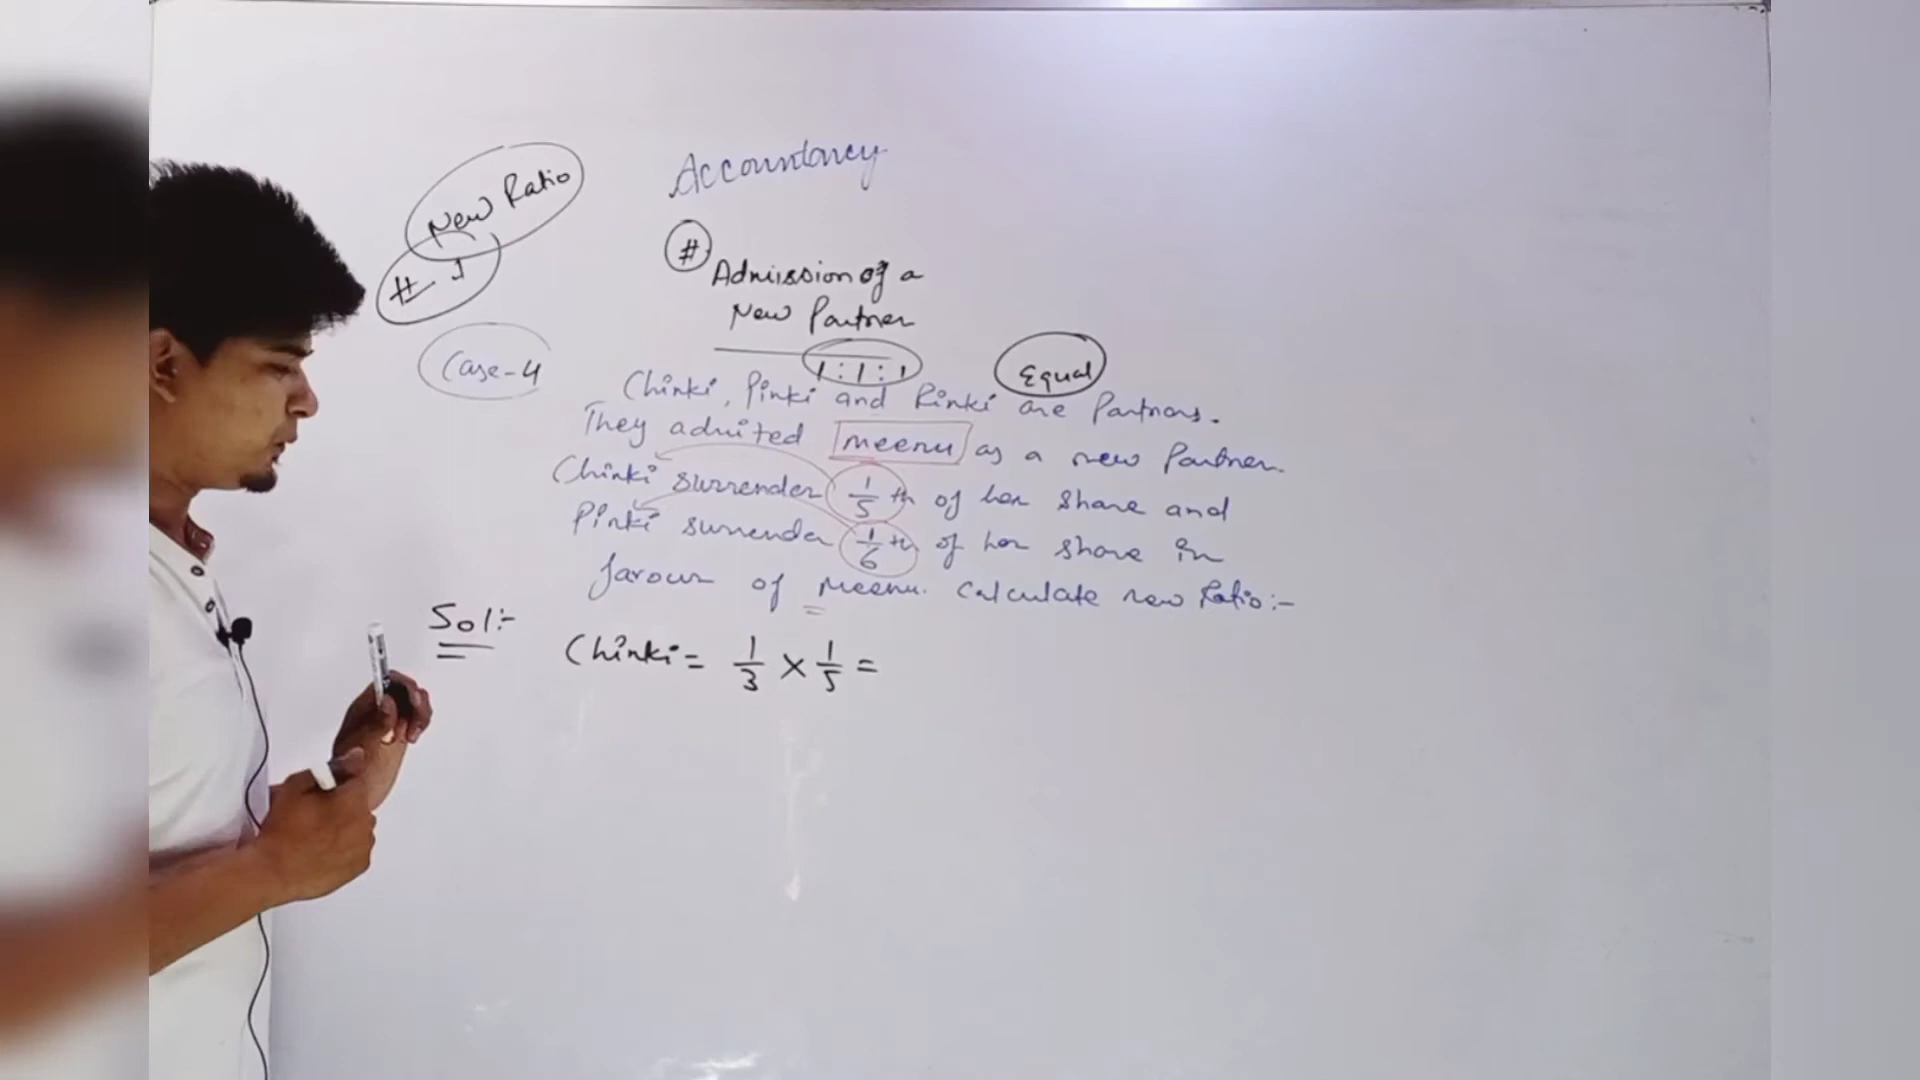 New Ratio
# 1
Accountancy
# Admission of a
New Partner
Case-4
1:1:1
Equal
Chinki, Pinki and Rinki are Partners.
They admited meenu as a new Partner.
Chinki surrender 1/5 th of her share and
Pinki surrender 1/6 th of her share in
favour of Meenu. Calculate new Ratio:-
Sol:-
Chinki = 1/3 × 1/5 =